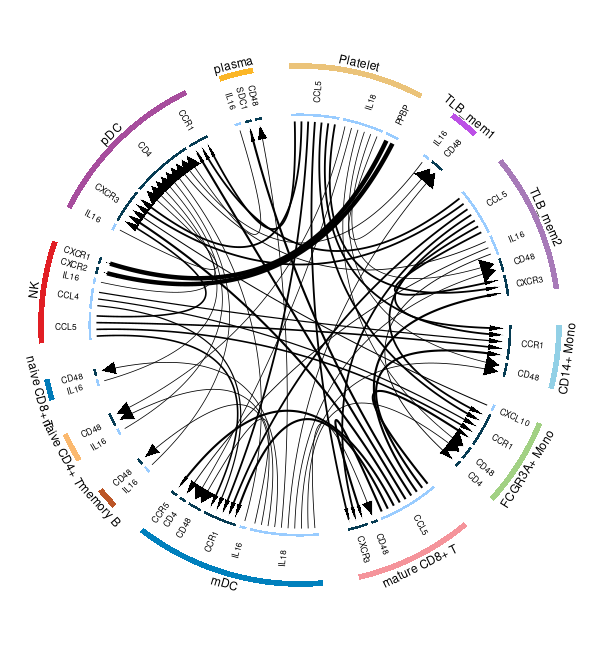 Platelet
CCL5
IL18
PPBP
TLB_mem1
IL16
CD48
TLB_mem2
CCL5
IL16
CD48
CXCR3
CD14+ Mono
CCR1
CD48
FCGR3A+ Mono
CXCL10
CCR1
CD48
CD4
mature CD8+ T
CCL5
CD48
CXCR3
mDC
IL18
IL16
CCR1
CD48
CD4
CCR5
memory B
IL16
CD48
naive CD4+ T
IL16
CD48
naive CD8+ T
IL16
CD48
NK
CCL5
CCL4
IL16
CXCR2
CXCR1
pDC
IL16
CXCR3
CD4
CCR1
plasma
IL16
SDC1
CD48